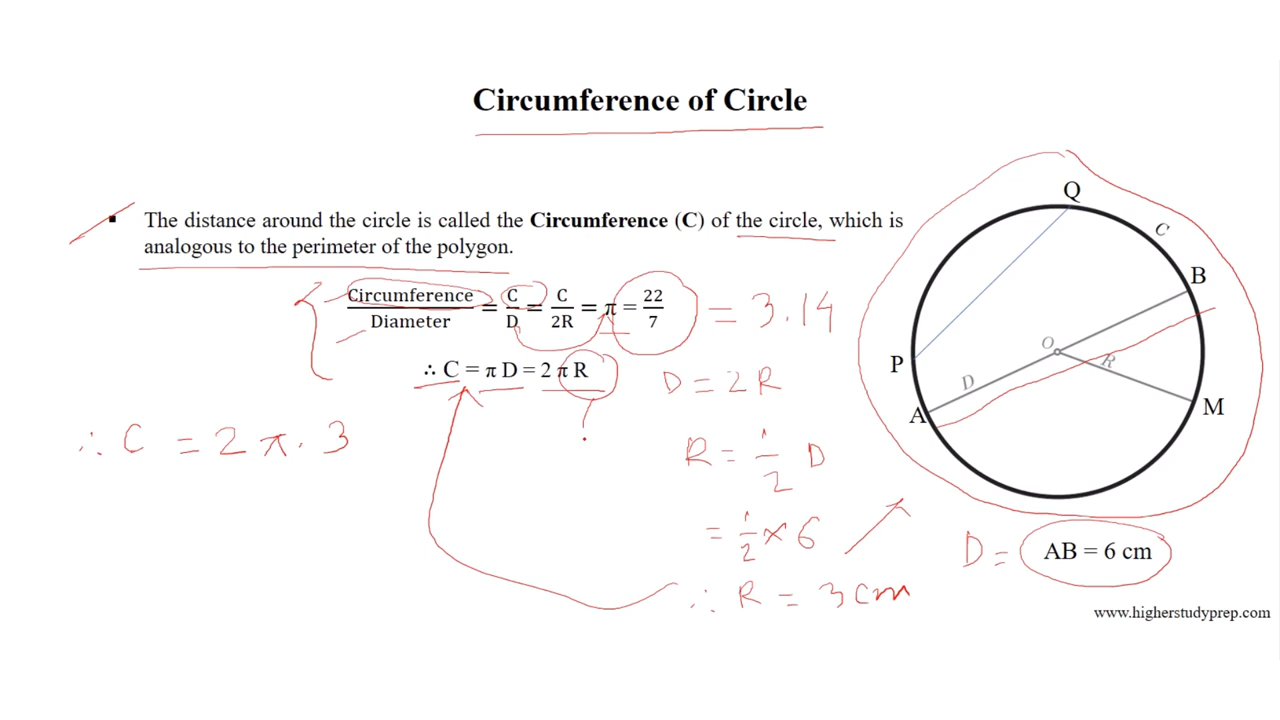 Circumference of Circle
▪ The distance around the circle is called the Circumference (C) of the circle, which is
analogous to the perimeter of the polygon.
Circumference/Diameter = C/D = C/2R = π = 22/7 = 3.14
∴ C = π D = 2 π R
D = 2R
∴ C = 2 π . 3
R = 1/2 D
= 1/2 × 6
∴ R = 3 cm
Q
C
B
O
R
P
D
A
M
D = AB = 6 cm
www.higherstudyprep.com